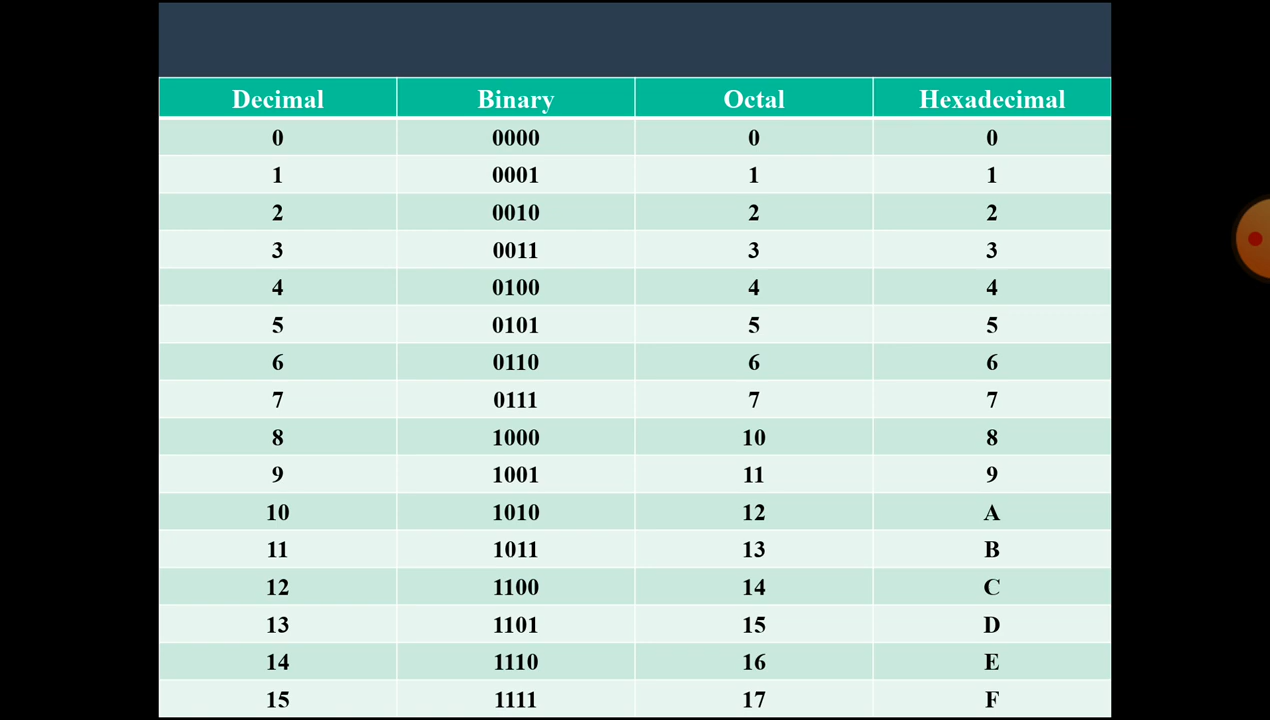 Decimal Binary Octal Hexadecimal
0 0000 0 0
1 0001 1 1
2 0010 2 2
3 0011 3 3
4 0100 4 4
5 0101 5 5
6 0110 6 6
7 0111 7 7
8 1000 10 8
9 1001 11 9
10 1010 12 A
11 1011 13 B
12 1100 14 C
13 1101 15 D
14 1110 16 E
15 1111 17 F